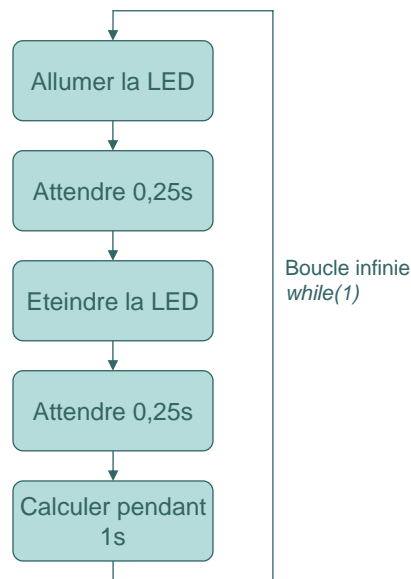 Allumer la LED
Attendre 0,25s
Eteindre la LED
Attendre 0,25s
Calculer pendant
1s
Boucle infinie
while(1)